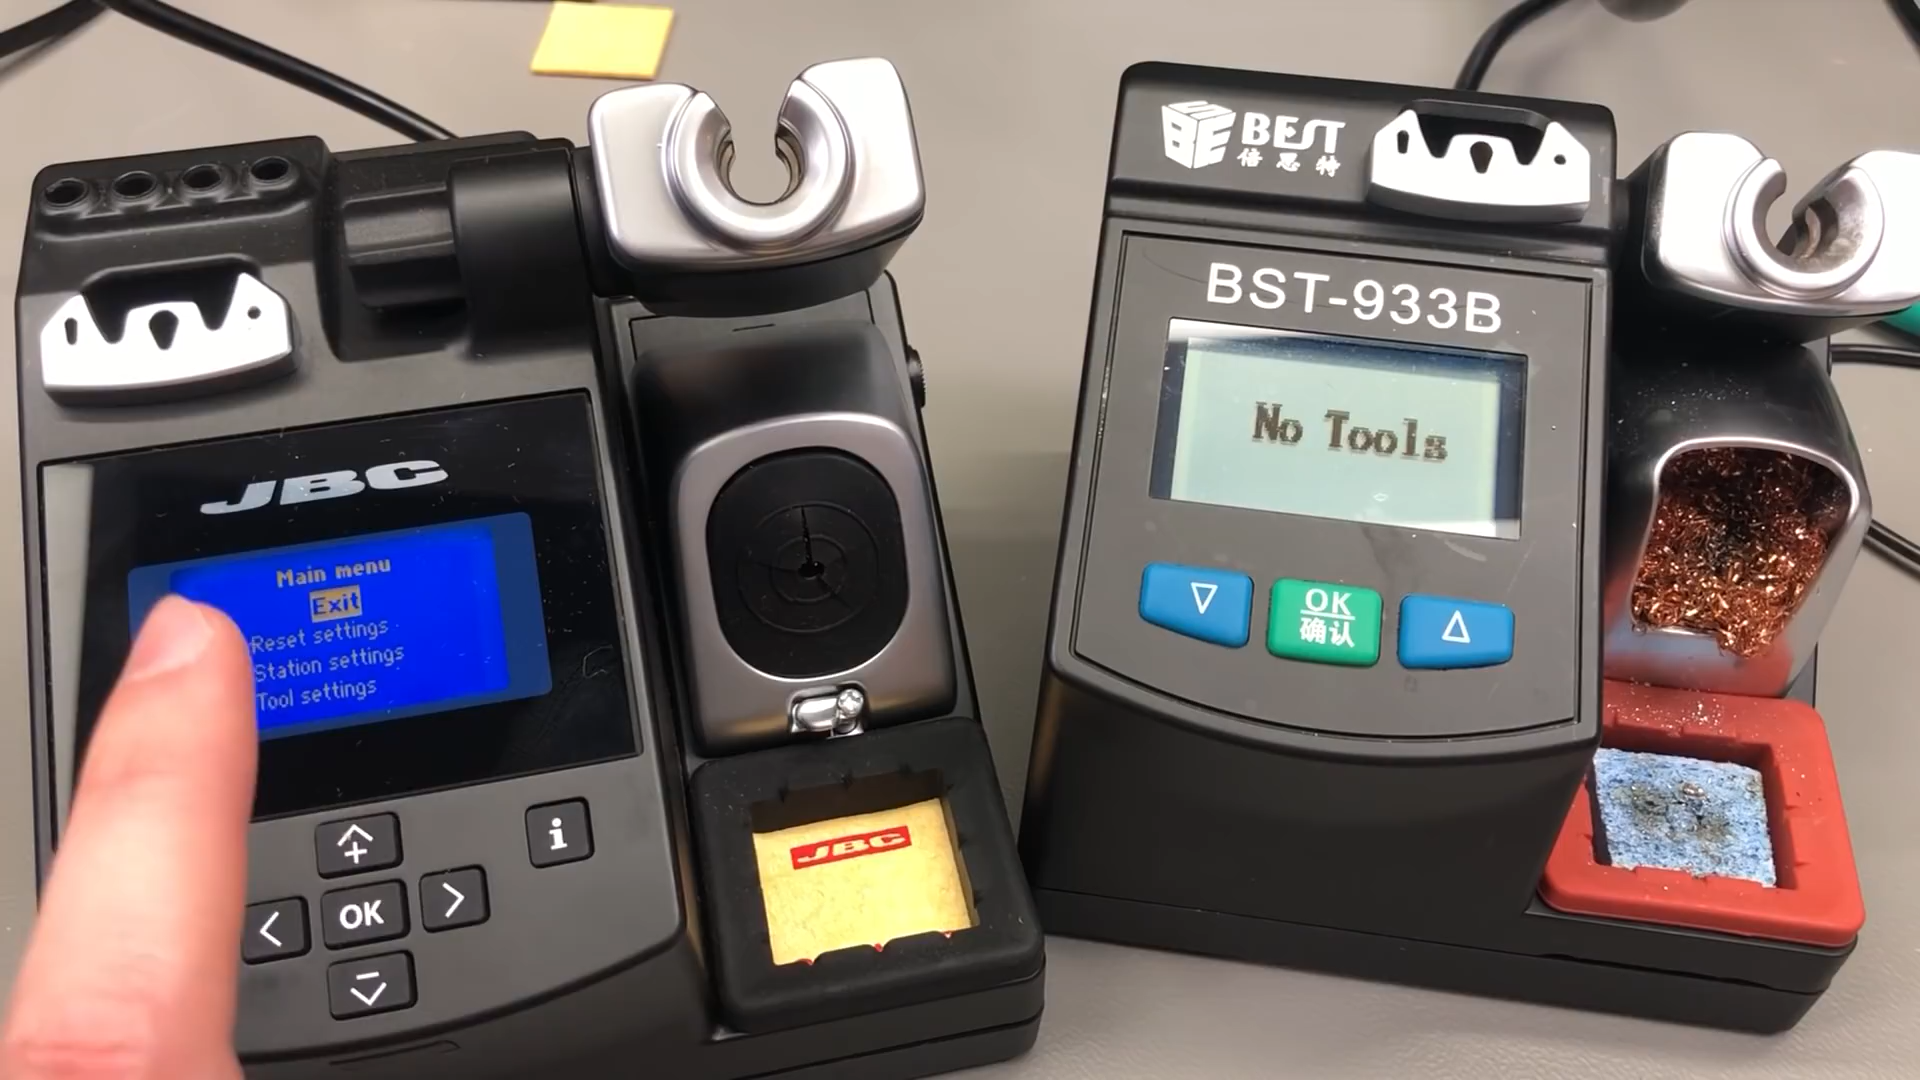 JBC
Main menu
Exit
Reset settings
Station settings
Tool settings
OK
i
JBC
BEST
倍思特
BST-933B
No Tools
OK
确认